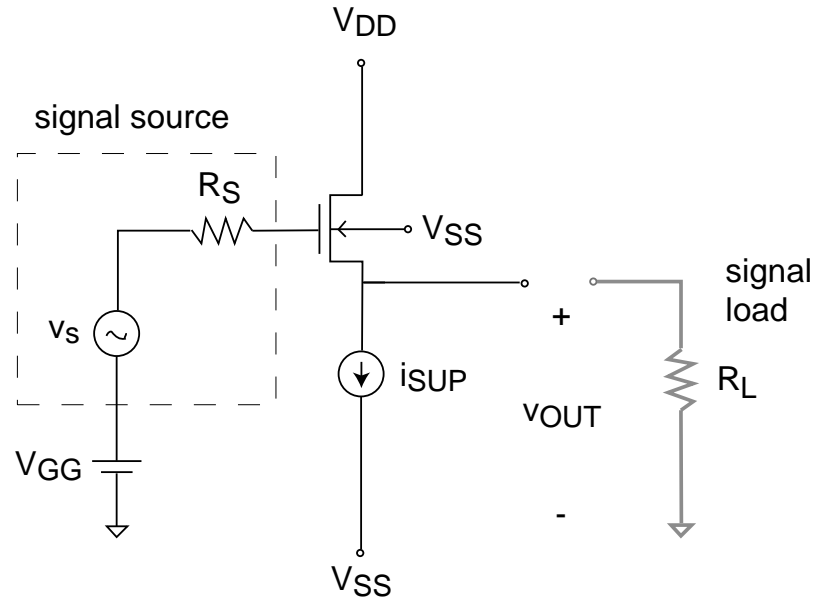 VDD
signal source
RS
VSS
signal
load
vs
+
iSUP
RL
vOUT
VGG
-
VSS